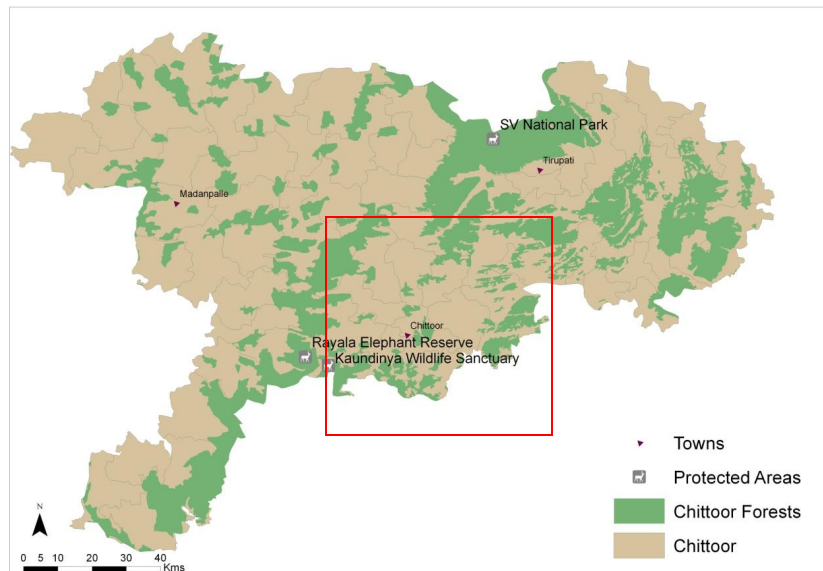 SV National Park
Tirupati
Madanpalle
Chittoor
Rayala Elephant Reserve
Kaundinya Wildlife Sanctuary
Towns
Protected Areas
Chittoor Forests
Chittoor
N
0 5 10 20 30 40
Kms